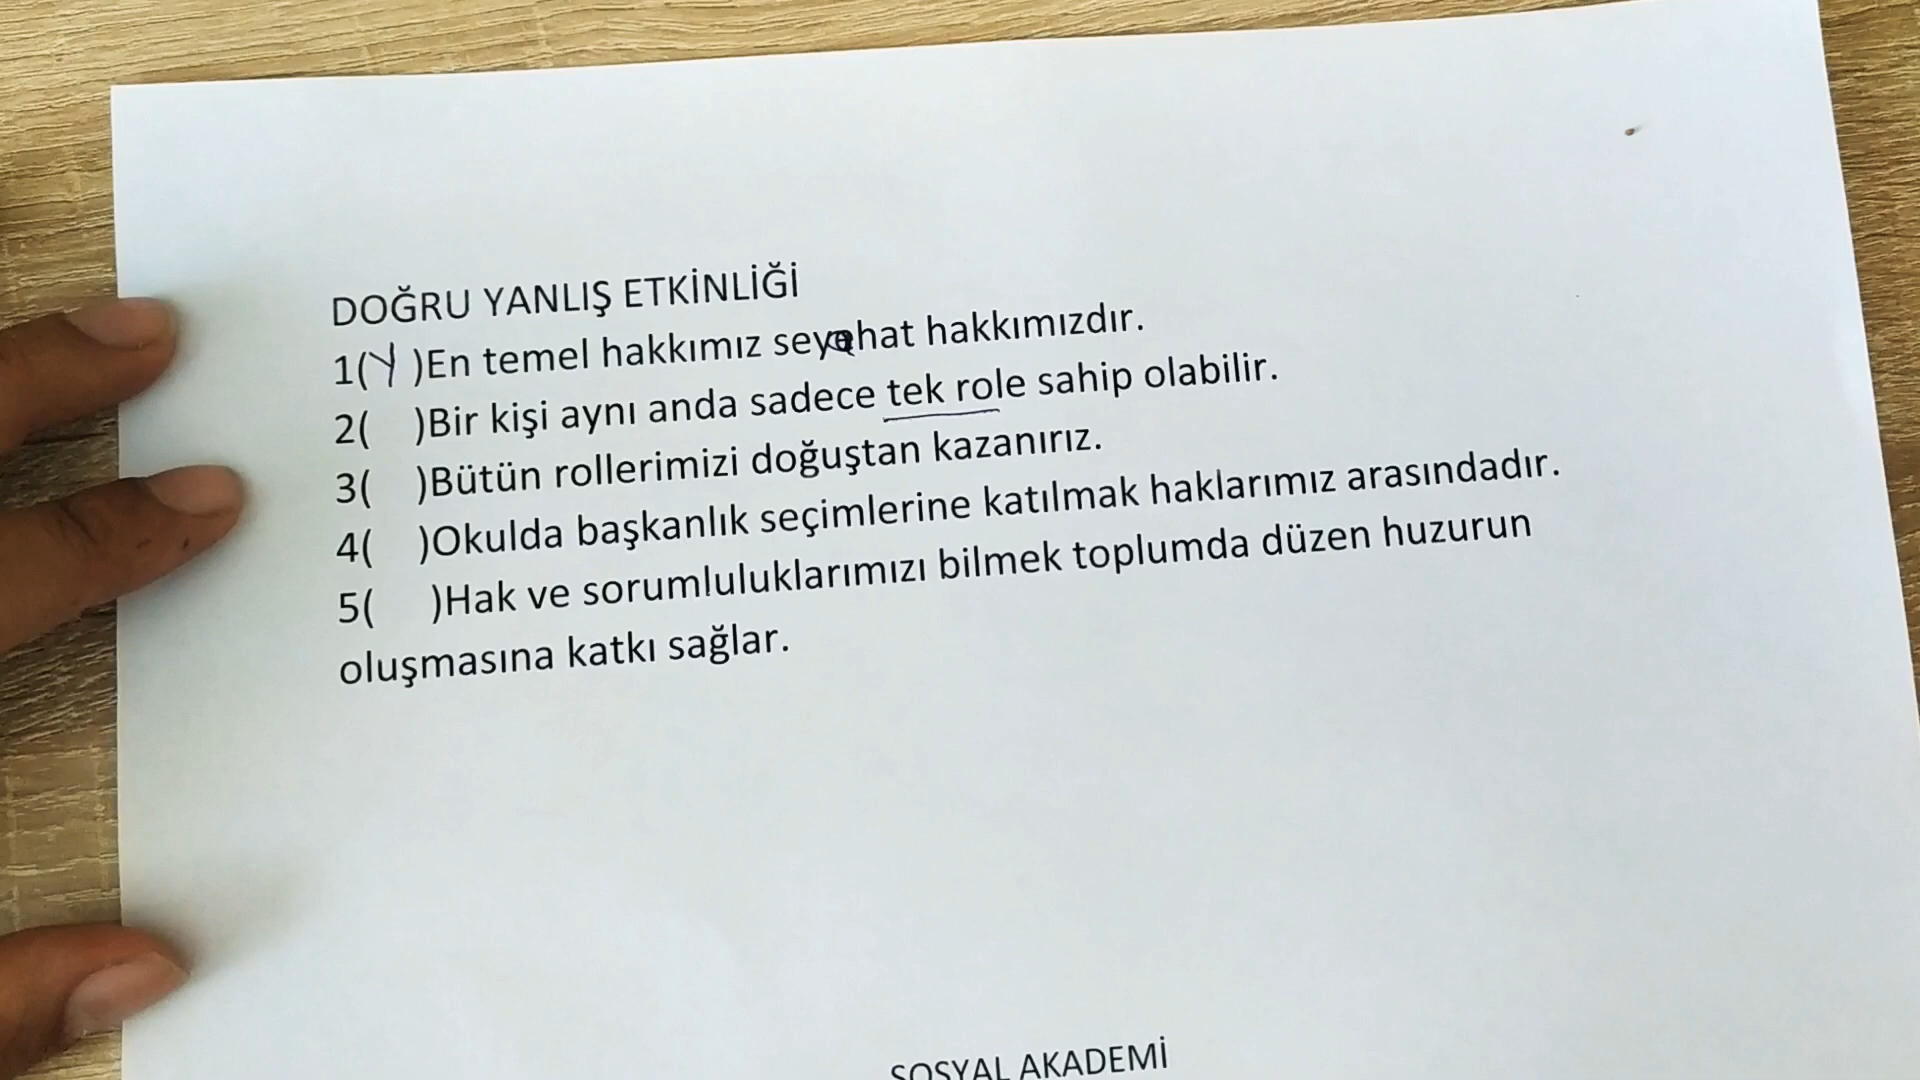 DOĞRU YANLIŞ ETKİNLİĞİ
1(Y )En temel hakkımız seyahat hakkımızdır.
2( )Bir kişi aynı anda sadece tek role sahip olabilir.
3( )Bütün rollerimizi doğuştan kazanırız.
4( )Okulda başkanlık seçimlerine katılmak haklarımız arasındadır.
5( )Hak ve sorumluluklarımızı bilmek toplumda düzen huzurun
oluşmasına katkı sağlar.
SOSYAL AKADEMİ